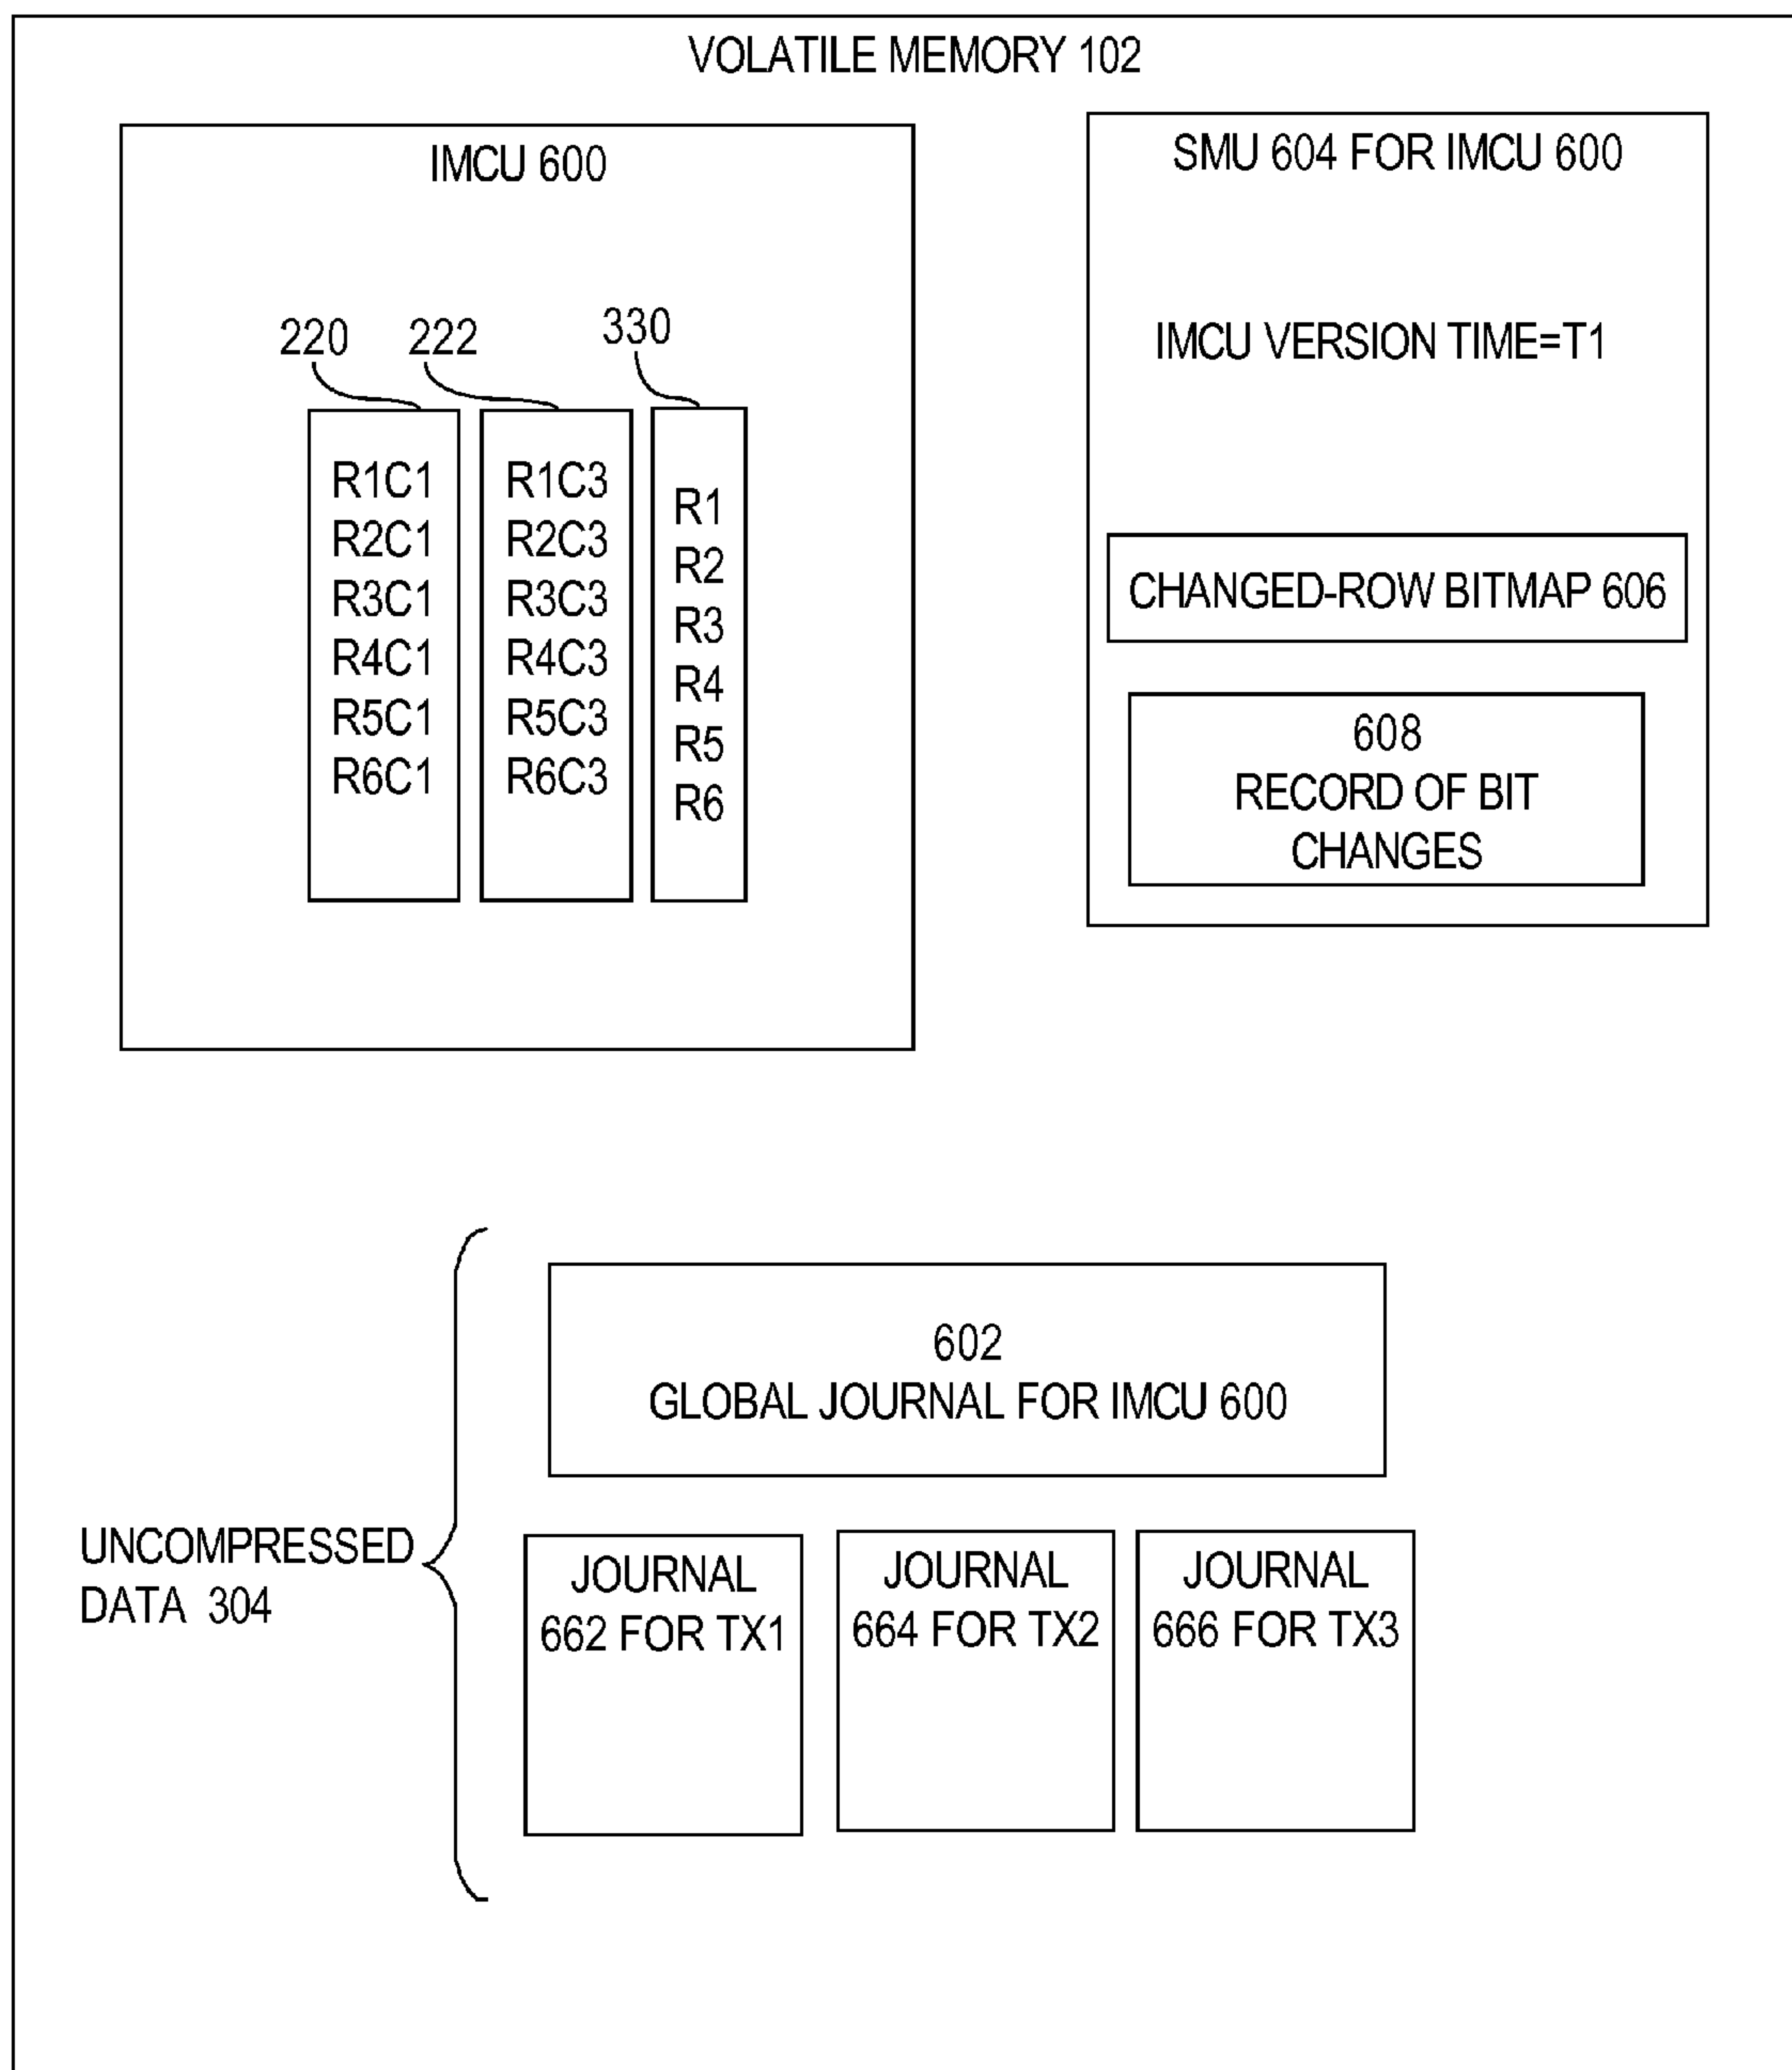 VOLATILE MEMORY 102
IMCU 600
220
222
330
R1C1
R2C1
R3C1
R4C1
R5C1
R6C1
R1C3
R2C3
R3C3
R4C3
R5C3
R6C3
R1
R2
R3
R4
R5
R6
SMU 604 FOR IMCU 600
IMCU VERSION TIME=T1
CHANGED-ROW BITMAP 606
608
RECORD OF BIT
CHANGES
UNCOMPRESSED
DATA 304
602
GLOBAL JOURNAL FOR IMCU 600
JOURNAL
662 FOR TX1
JOURNAL
664 FOR TX2
JOURNAL
666 FOR TX3